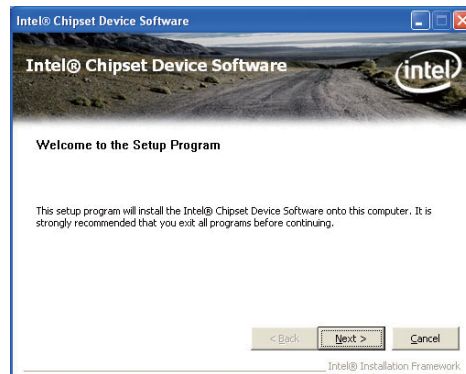 Intel® Chipset Device Software
Intel® Chipset Device Software
intel
Welcome to the Setup Program
This setup program will install the Intel® Chipset Device Software onto this computer. It is
strongly recommended that you exit all programs before continuing.
< Back Next > Cancel
Intel® Installation Framework